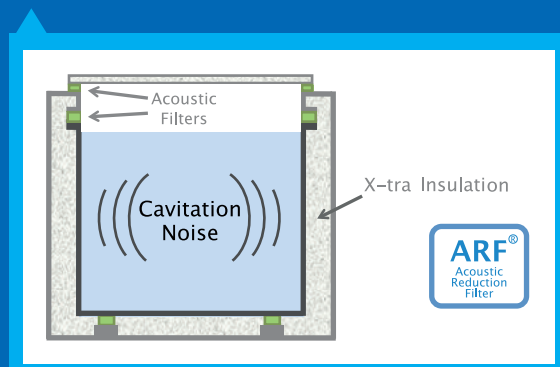 Acoustic
Filters
X-tra Insulation
Cavitation
Noise
ARF®
Acoustic
Reduction
Filter